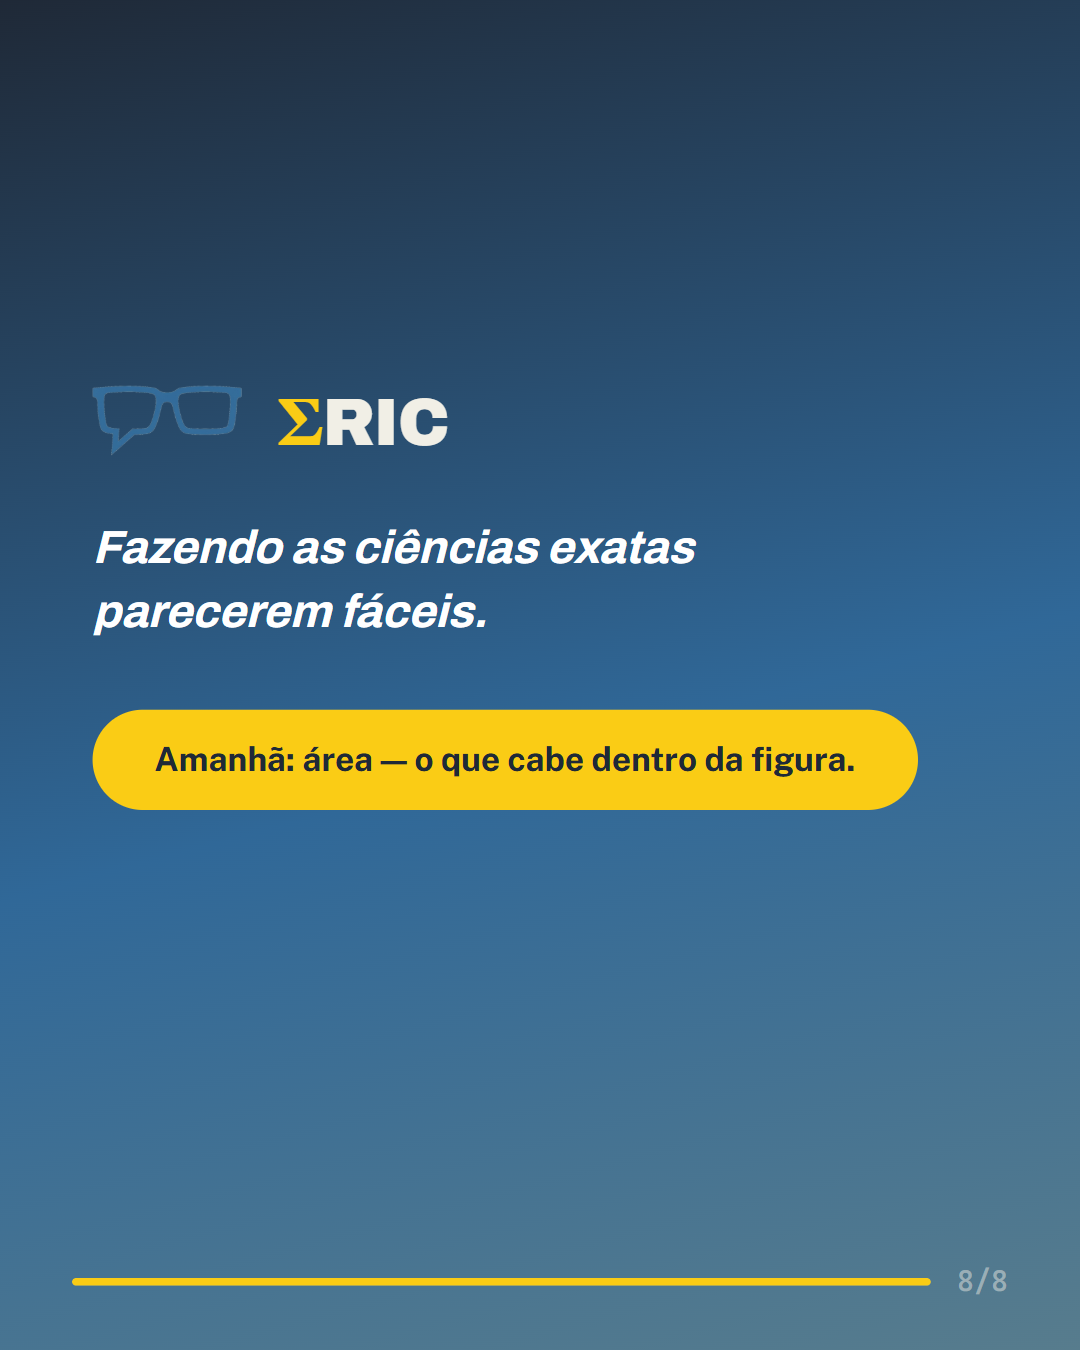 ΣRIC
Fazendo as ciências exatas
parecerem fáceis.
Amanhã: área — o que cabe dentro da figura.
8/8